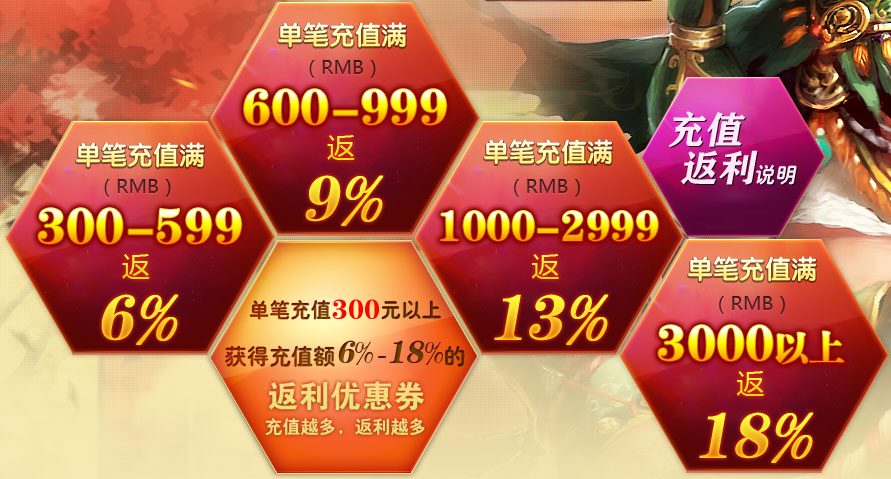 单笔充值满
(RMB)
600-999
返
9%
单笔充值满
(RMB)
300-599
返
6%
单笔充值满
(RMB)
1000-2999
返
13%
充值
返利说明
单笔充值300元以上
获得充值额6%-18%的
返利优惠券
充值越多，返利越多
单笔充值满
(RMB)
3000以上
返
18%